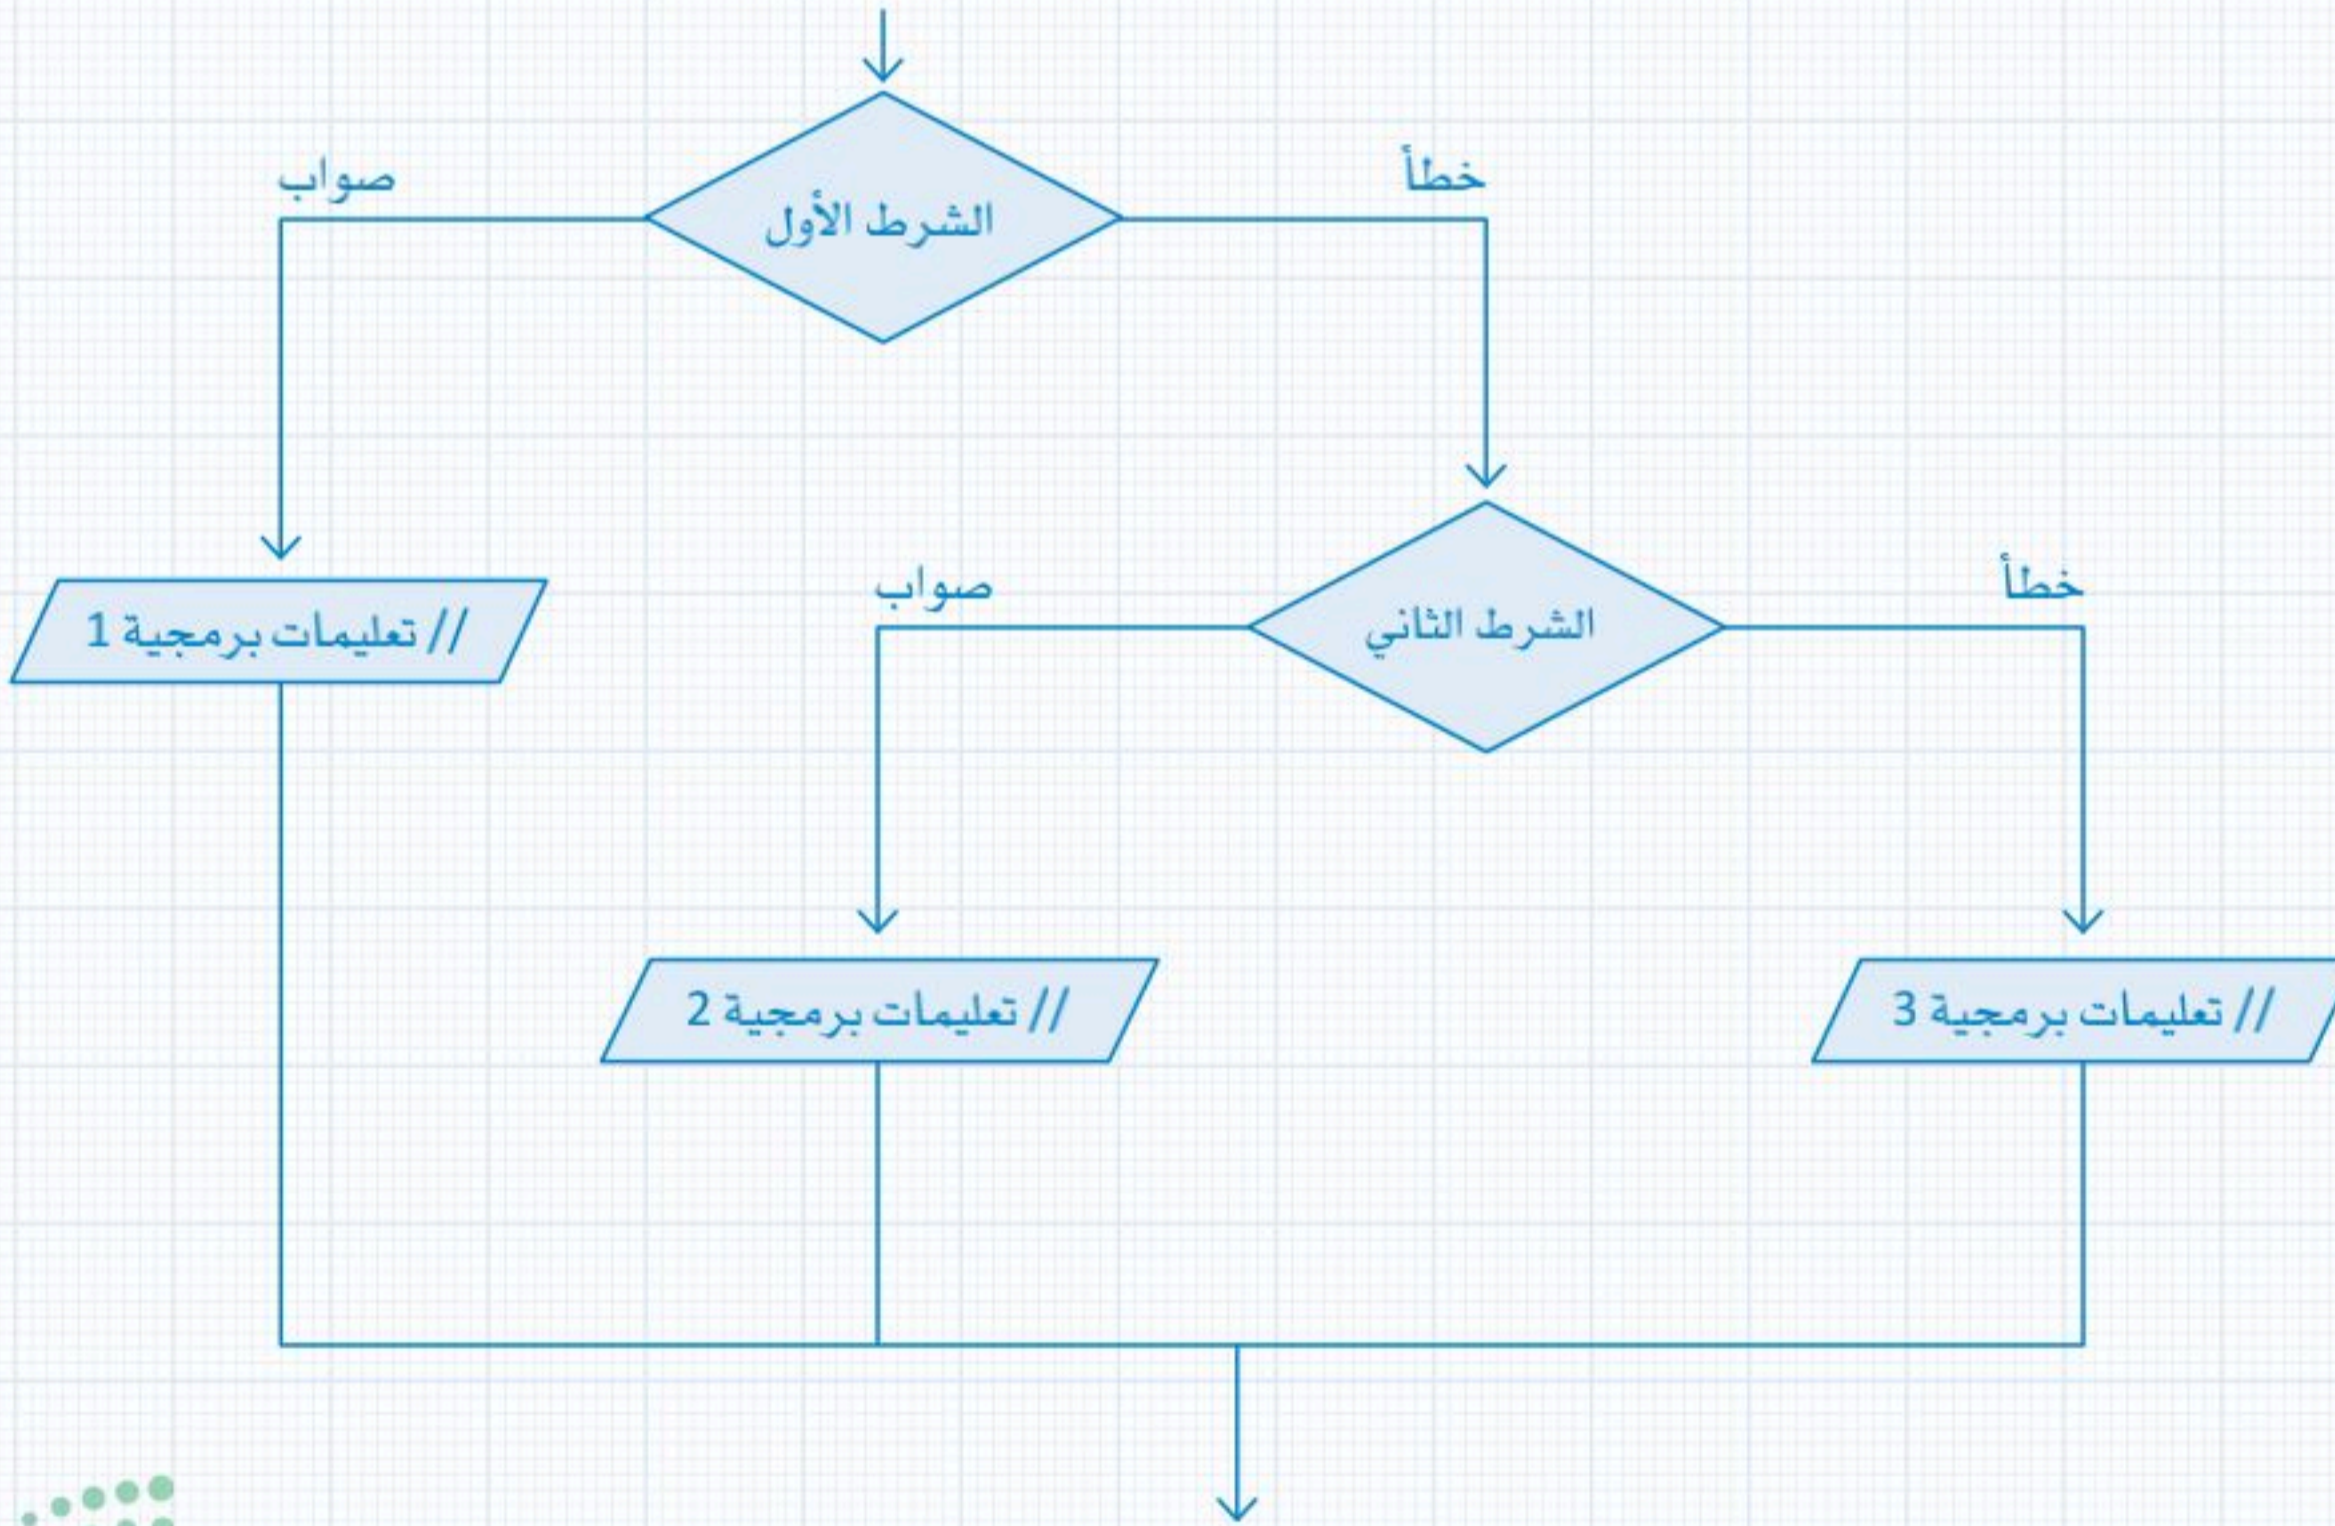 خطأ
صواب
الشرط الأول
خطأ
صواب
الشرط الثاني
// تعليمات برمجية 1
// تعليمات برمجية 2
// تعليمات برمجية 3